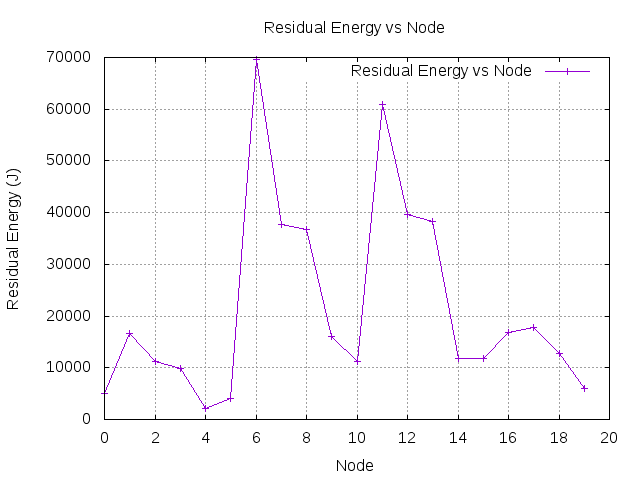 Residual Energy vs Node
Residual Energy vs Node
70000
60000
50000
40000
30000
20000
10000
0
Residual Energy (J)
0 2 4 6 8 10 12 14 16 18 20
Node